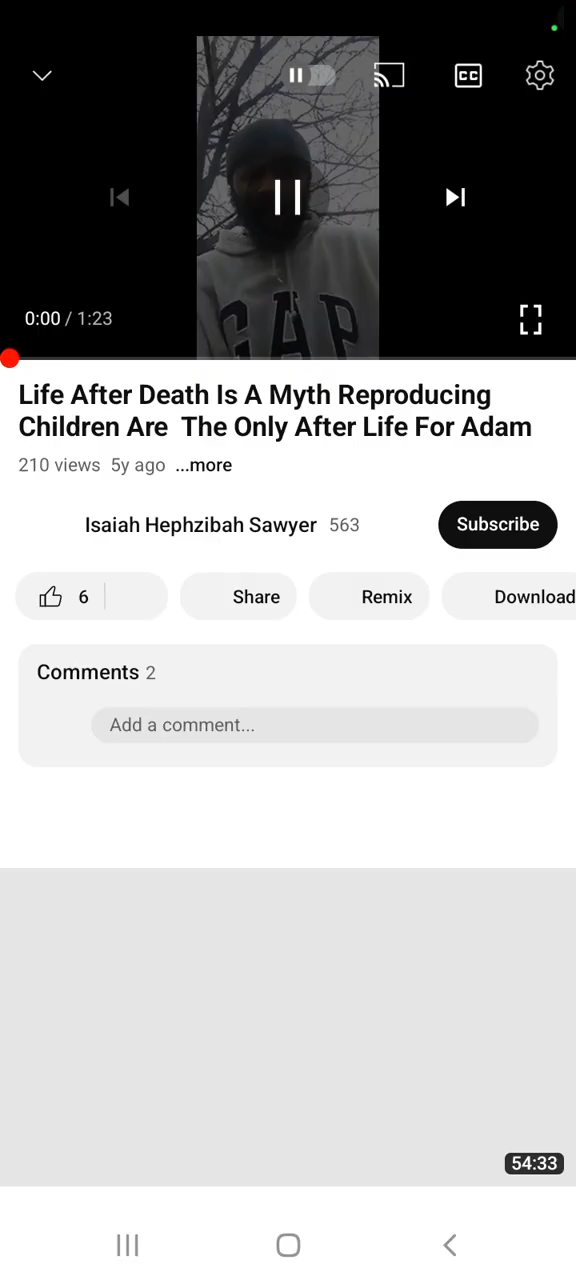 GAP
0:00 / 1:23
Life After Death Is A Myth Reproducing
Children Are The Only After Life For Adam
210 views 5y ago ...more
Isaiah Hephzibah Sawyer 563
Subscribe
6
Share
Remix
Download
Comments 2
Add a comment...
54:33